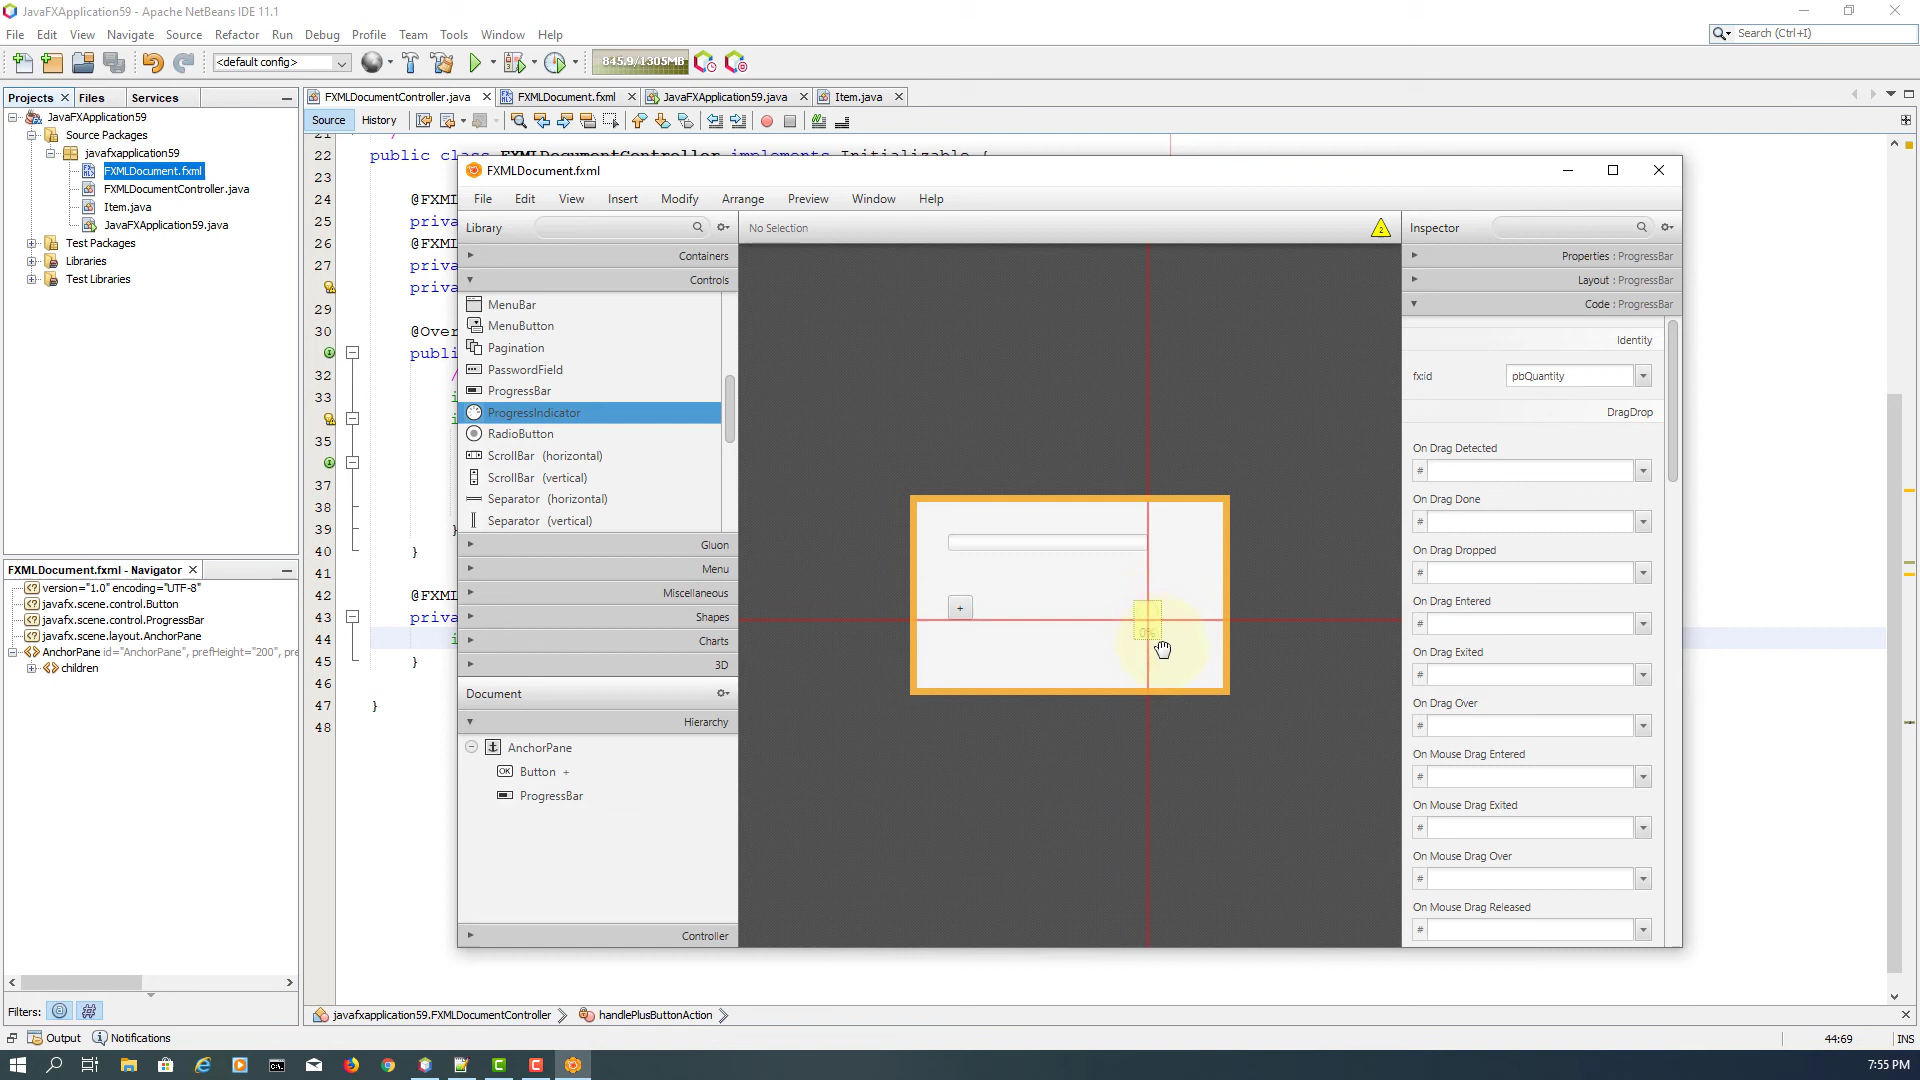 JavaFXApplication59 - Apache NetBeans IDE 11.1
File Edit View Navigate Source Refactor Run Debug Profile Team Tools Window Help
Search (Ctrl+I)
<default config>
845.9/1305MB
Projects Files Services
FXMLDocumentController.java FXMLDocument.fxml JavaFXApplication59.java Item.java
Source History
JavaFXApplication59
Source Packages
javafxapplication59
FXMLDocument.fxml
FXMLDocumentController.java
Item.java
JavaFXApplication59.java
Test Packages
Libraries
Test Libraries
22 public class FXMLDocumentController implements Initializable {
23
24 @FXML
25 priva
26 @FXML
27 priva
priva
29
30 @Over
publi
32 /
33 i
i
35
37
38
39 }
40 }
41
42 @FXML
43 priva
44 i
45 }
46
47 }
48
FXMLDocument.fxml
File Edit View Insert Modify Arrange Preview Window Help
Library
No Selection
2
Inspector
Containers
Controls
MenuBar
MenuButton
Pagination
PasswordField
ProgressBar
ProgressIndicator
RadioButton
ScrollBar (horizontal)
ScrollBar (vertical)
Separator (horizontal)
Separator (vertical)
Gluon
Menu
Miscellaneous
Shapes
Charts
3D
Document
Hierarchy
AnchorPane
Button +
ProgressBar
Controller
+
0%
Properties : ProgressBar
Layout : ProgressBar
Code : ProgressBar
Identity
fx:id pbQuantity
DragDrop
On Drag Detected
#
On Drag Done
#
On Drag Dropped
#
On Drag Entered
#
On Drag Exited
#
On Drag Over
#
On Mouse Drag Entered
#
On Mouse Drag Exited
#
On Mouse Drag Over
#
On Mouse Drag Released
#
FXMLDocument.fxml - Navigator
version="1.0" encoding="UTF-8"
javafx.scene.control.Button
javafx.scene.control.ProgressBar
javafx.scene.layout.AnchorPane
AnchorPane id="AnchorPane", prefHeight="200", pre
children
Filters:
javafxapplication59.FXMLDocumentController handlePlusButtonAction
Output Notifications
44:69 INS
7:55 PM